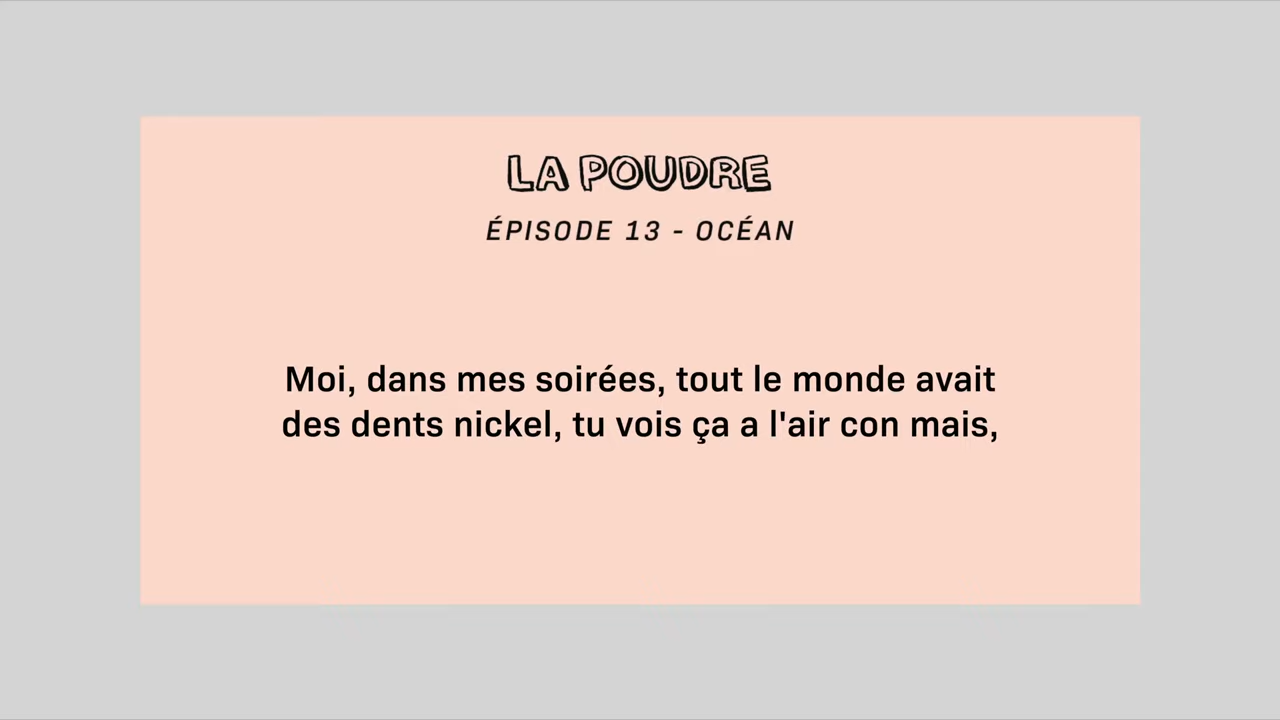 LA POUDRE
ÉPISODE 13 - OCÉAN
Moi, dans mes soirées, tout le monde avait
des dents nickel, tu vois ça a l'air con mais,